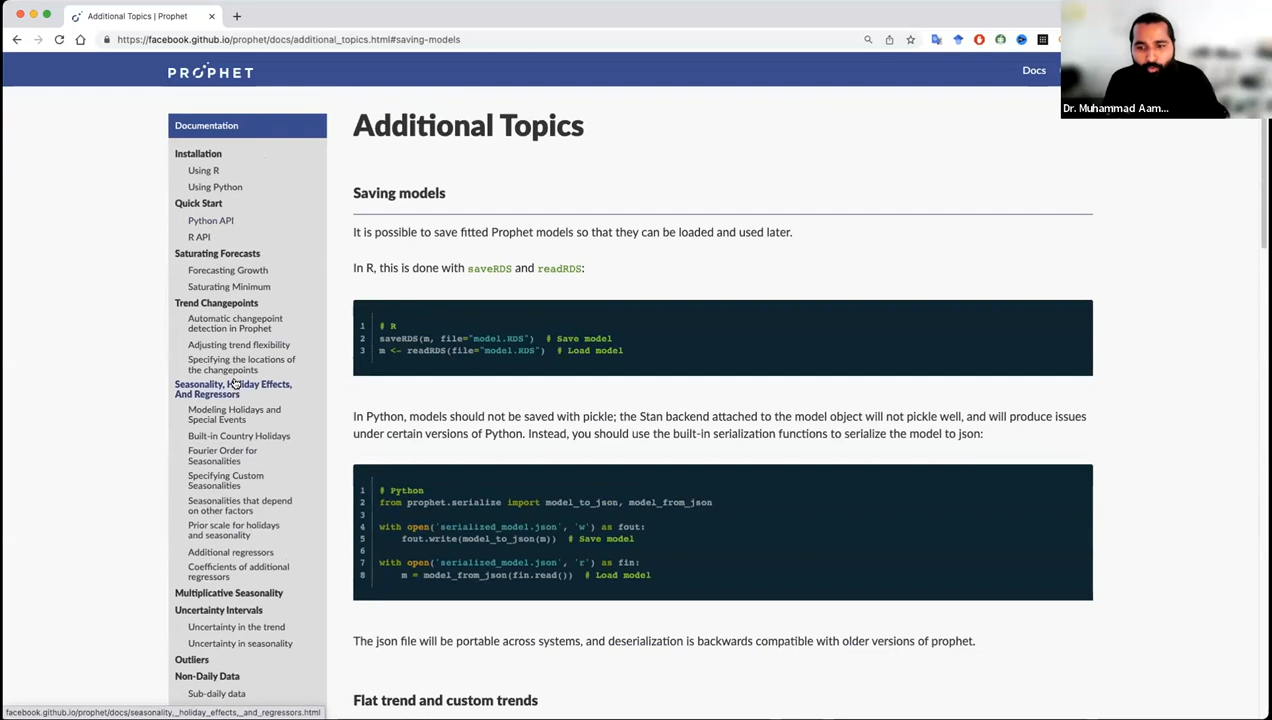 Additional Topics | Prophet
https://facebook.github.io/prophet/docs/additional_topics.html#saving-models
PROPHET
Docs
Dr. Muhammad Aam...
Documentation
Installation
Using R
Using Python
Quick Start
Python API
R API
Saturating Forecasts
Forecasting Growth
Saturating Minimum
Trend Changepoints
Automatic changepoint
detection in Prophet
Adjusting trend flexibility
Specifying the locations of
the changepoints
Seasonality, Holiday Effects,
And Regressors
Modeling Holidays and
Special Events
Built-in Country Holidays
Fourier Order for
Seasonalities
Specifying Custom
Seasonalities
Seasonalities that depend
on other factors
Prior scale for holidays
and seasonality
Additional regressors
Coefficients of additional
regressors
Multiplicative Seasonality
Uncertainty Intervals
Uncertainty in the trend
Uncertainty in seasonality
Outliers
Non-Daily Data
Sub-daily data
Additional Topics
Saving models
It is possible to save fitted Prophet models so that they can be loaded and used later.
In R, this is done with saveRDS and readRDS:
1 # R
2 saveRDS(m, file="model.RDS") # Save model
3 m <- readRDS(file="model.RDS") # Load model
In Python, models should not be saved with pickle; the Stan backend attached to the model object will not pickle well, and will produce issues
under certain versions of Python. Instead, you should use the built-in serialization functions to serialize the model to json:
1 # Python
2 from prophet.serialize import model_to_json, model_from_json
3
4 with open('serialized_model.json', 'w') as fout:
5 fout.write(model_to_json(m)) # Save model
6
7 with open('serialized_model.json', 'r') as fin:
8 m = model_from_json(fin.read()) # Load model
The json file will be portable across systems, and deserialization is backwards compatible with older versions of prophet.
Flat trend and custom trends
facebook.github.io/prophet/docs/seasonality,_holiday_effects,_and_regressors.html